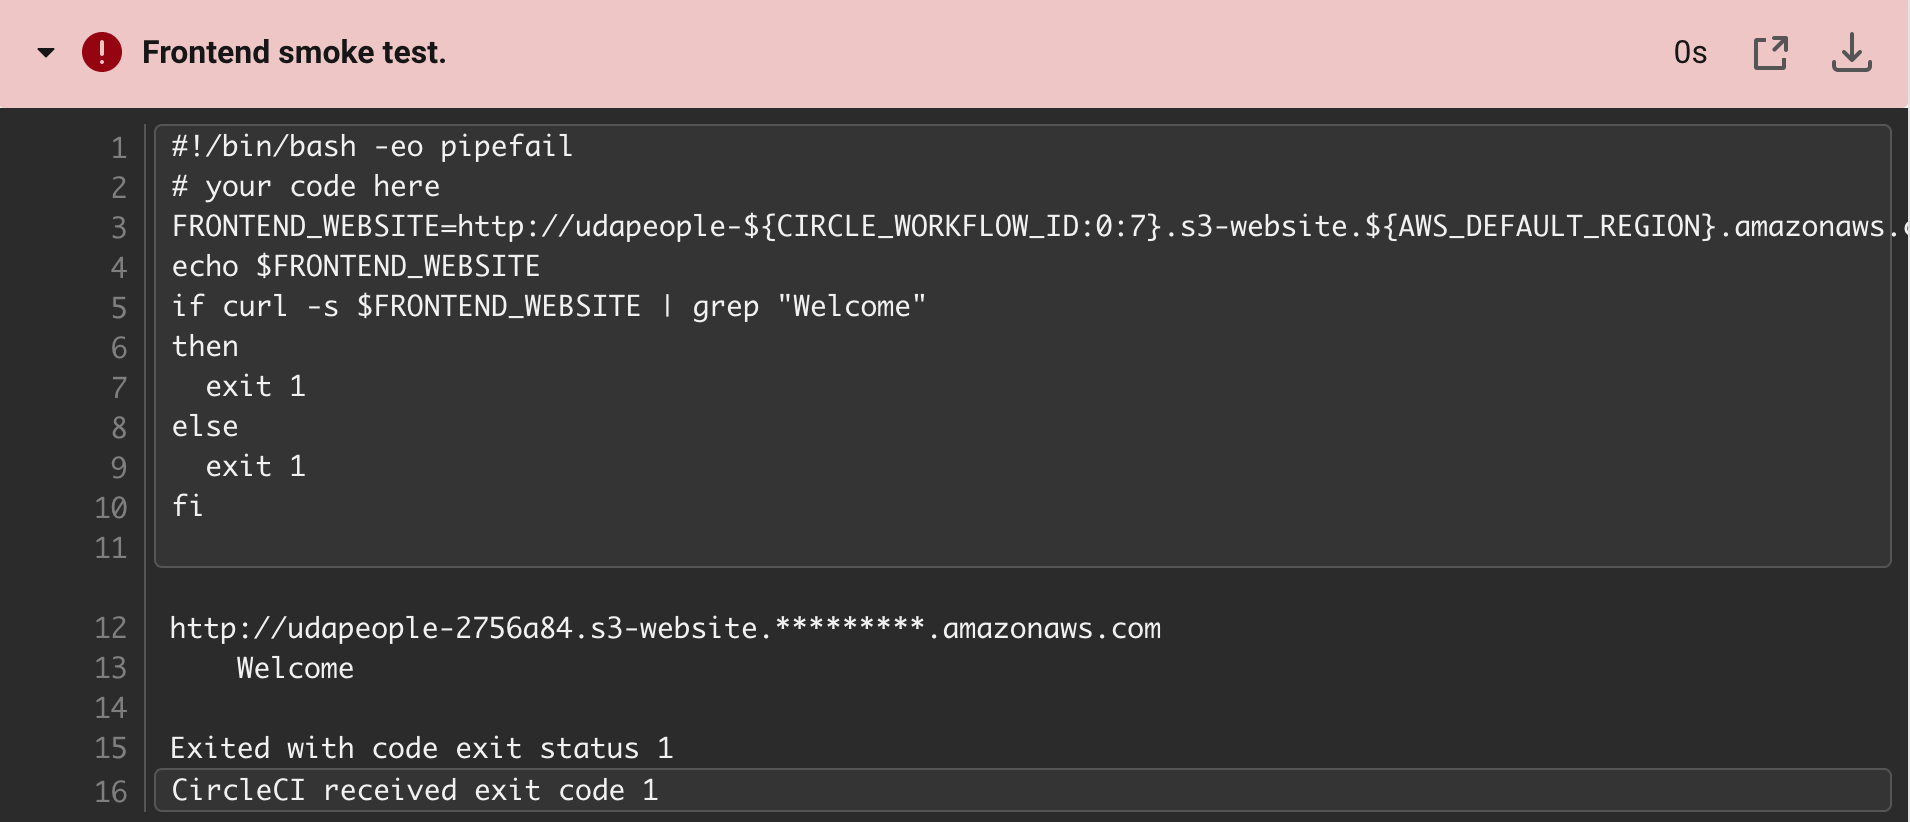 Frontend smoke test.
0s
1 #!/bin/bash -eo pipefail
2 # your code here
3 FRONTEND_WEBSITE=http://udapeople-${CIRCLE_WORKFLOW_ID:0:7}.s3-website.${AWS_DEFAULT_REGION}.amazonaws.
4 echo $FRONTEND_WEBSITE
5 if curl -s $FRONTEND_WEBSITE | grep "Welcome"
6 then
7   exit 1
8 else
9   exit 1
10 fi
11
12 http://udapeople-2756a84.s3-website.*********.amazonaws.com
13     Welcome
14
15 Exited with code exit status 1
16 CircleCI received exit code 1